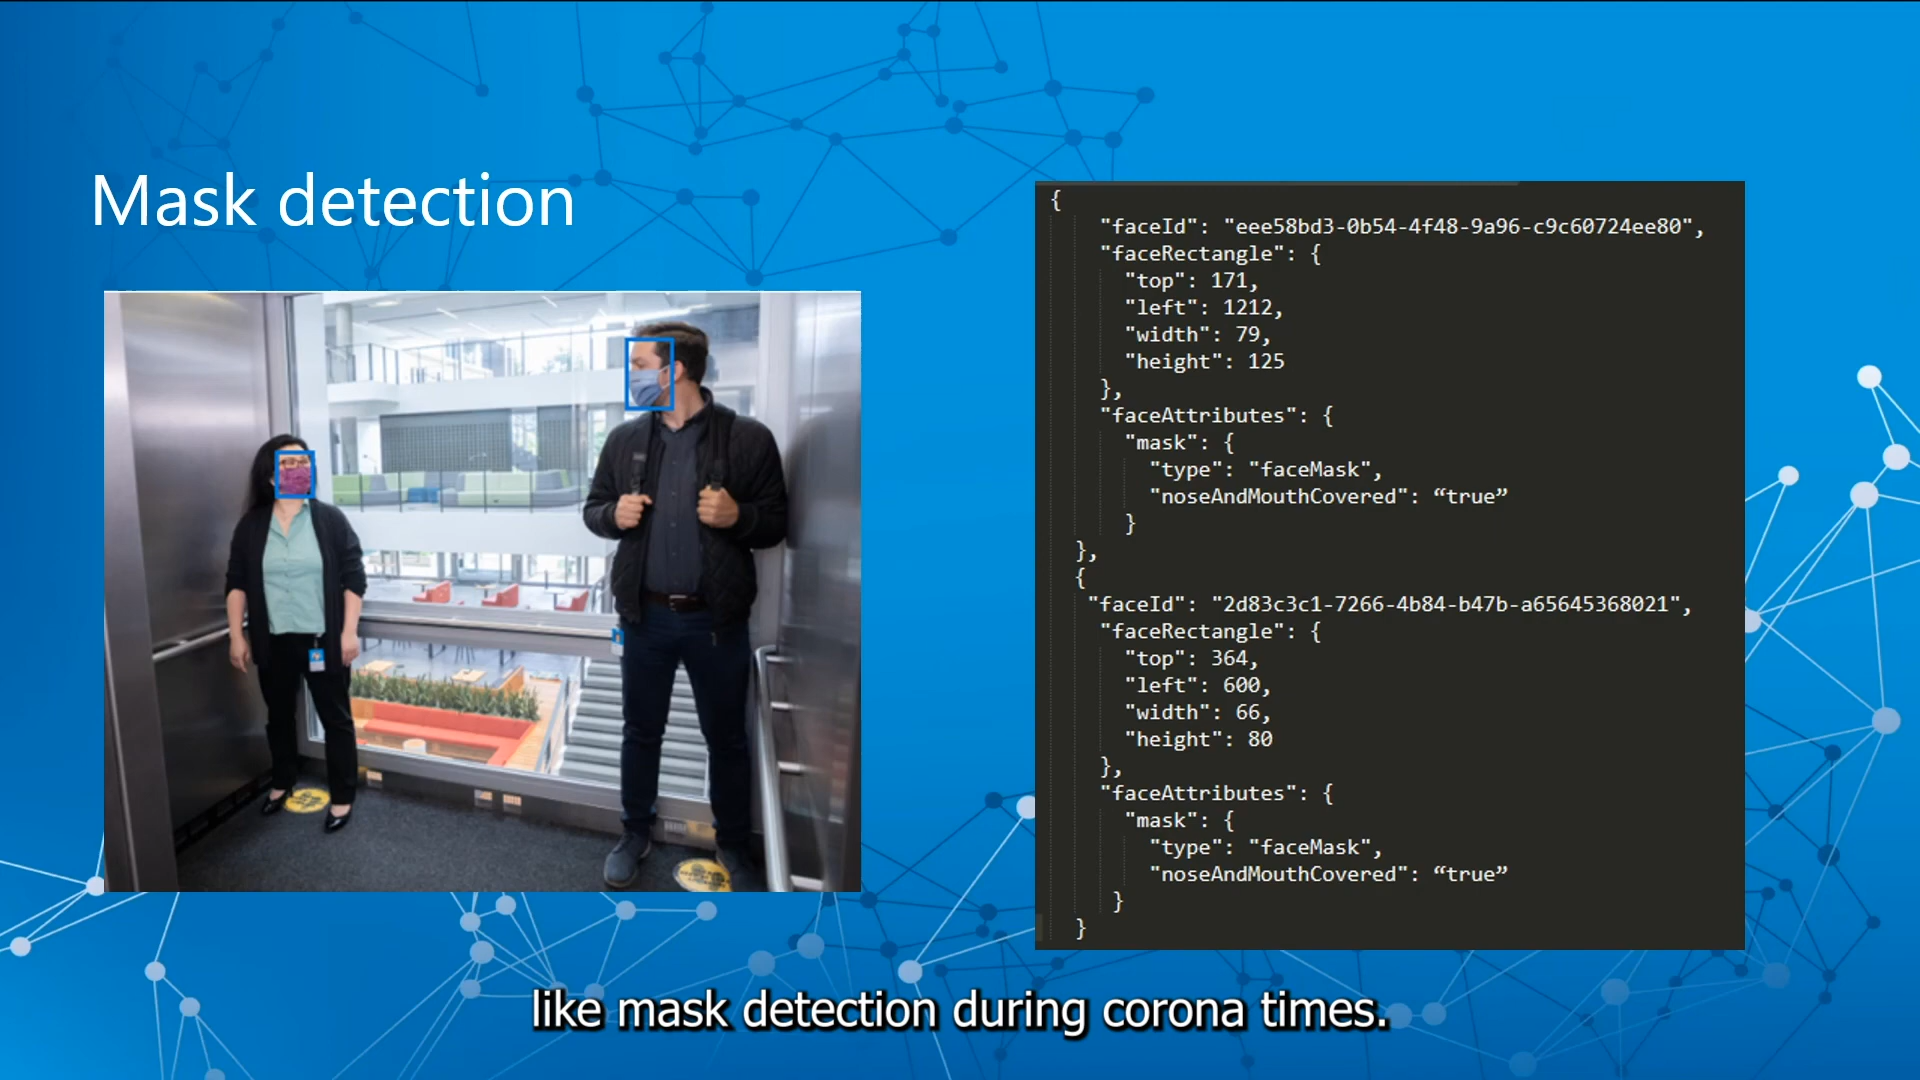 Mask detection
{
"faceId": "eee58bd3-0b54-4f48-9a96-c9c60724ee80",
"faceRectangle": {
"top": 171,
"left": 1212,
"width": 79,
"height": 125
},
"faceAttributes": {
"mask": {
"type": "faceMask",
"noseAndMouthCovered": “true”
}
},
{
"faceId": "2d83c3c1-7266-4b84-b47b-a65645368021",
"faceRectangle": {
"top": 364,
"left": 600,
"width": 66,
"height": 80
},
"faceAttributes": {
"mask": {
"type": "faceMask",
"noseAndMouthCovered": “true”
}
}
like mask detection during corona times.